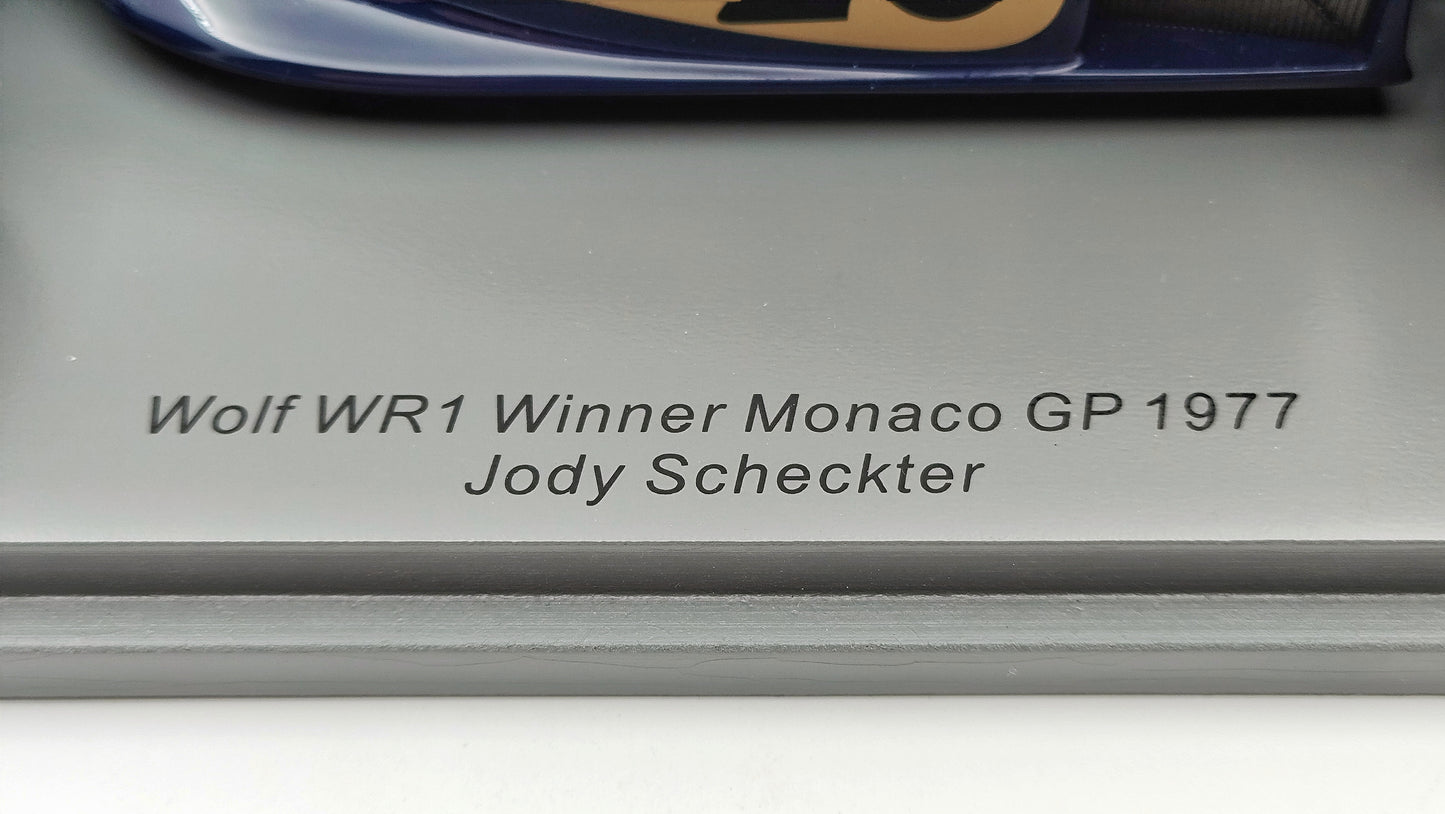 Wolf WR1 Winner Monaco GP 1977
Jody Scheckter